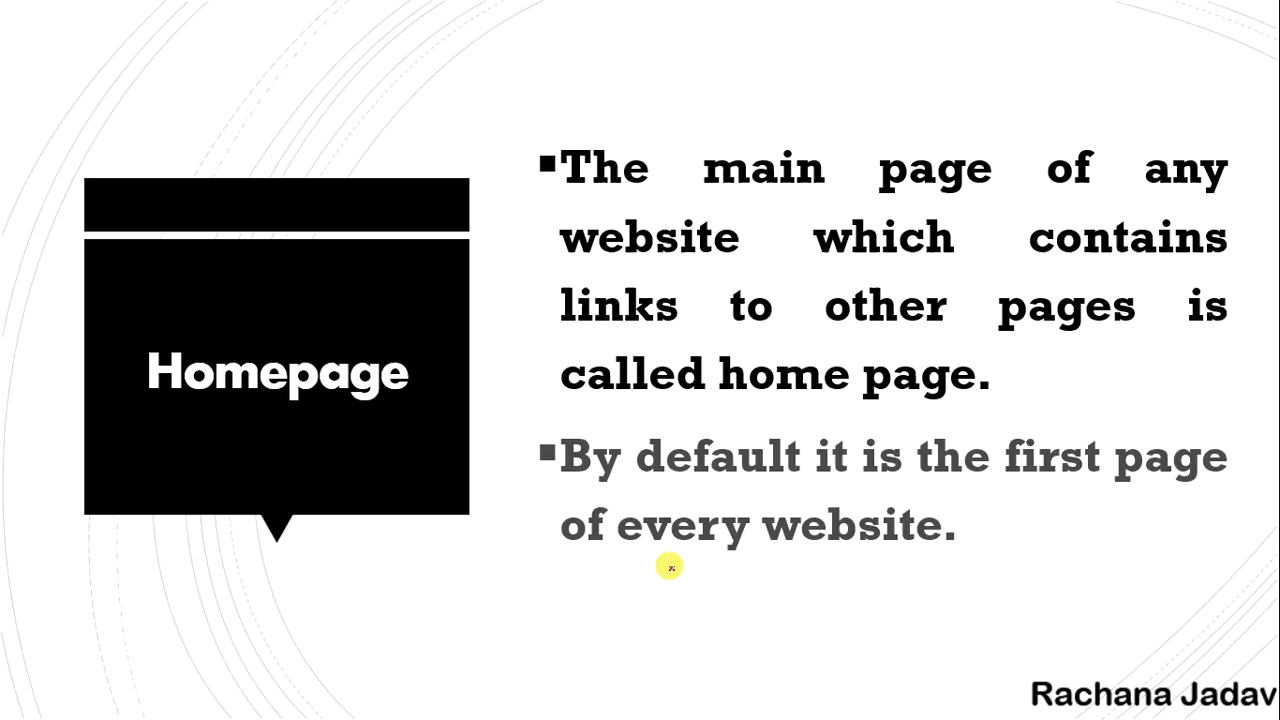 Homepage
▪The main page of any
website which contains
links to other pages is
called home page.
▪By default it is the first page
of every website.
Rachana Jadav